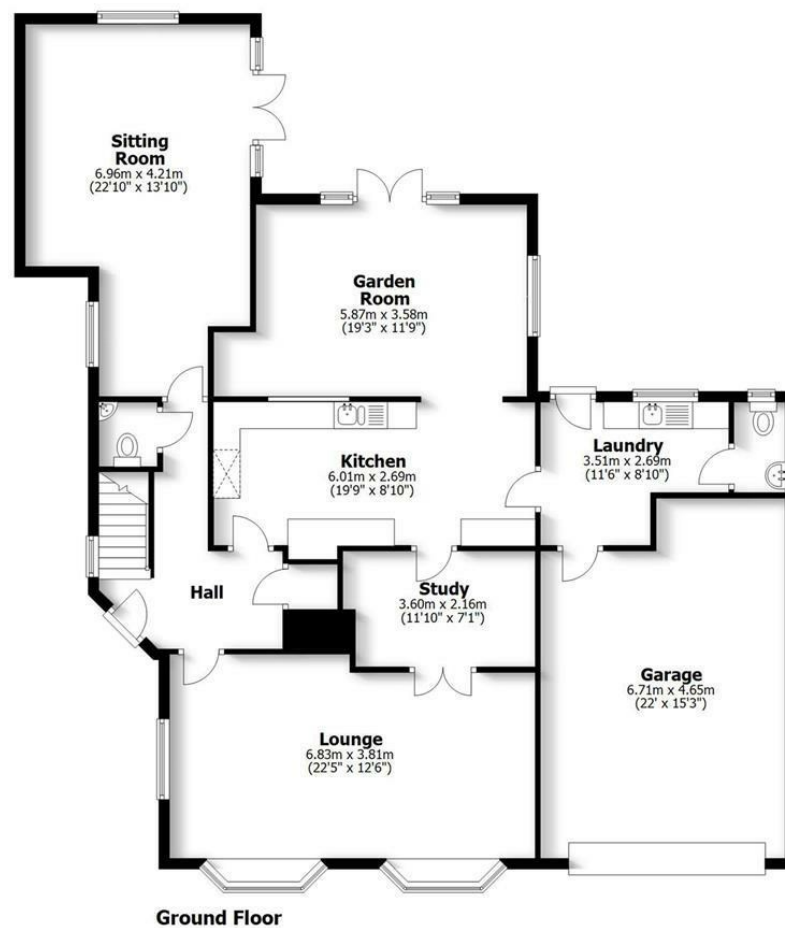 Sitting
Room
6.96m x 4.21m
(22'10" x 13'10")
Garden
Room
5.87m x 3.58m
(19'3" x 11'9")
Kitchen
6.01m x 2.69m
(19'9" x 8'10")
Laundry
3.51m x 2.69m
(11'6" x 8'10")
Hall
Study
3.60m x 2.16m
(11'10" x 7'1")
Garage
6.71m x 4.65m
(22' x 15'3")
Lounge
6.83m x 3.81m
(22'5" x 12'6")
Ground Floor